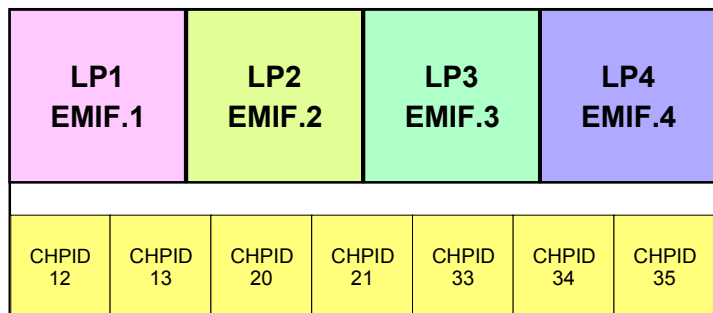 LP1
EMIF.1
LP2
EMIF.2
LP3
EMIF.3
LP4
EMIF.4
CHPID
12
CHPID
13
CHPID
20
CHPID
21
CHPID
33
CHPID
34
CHPID
35